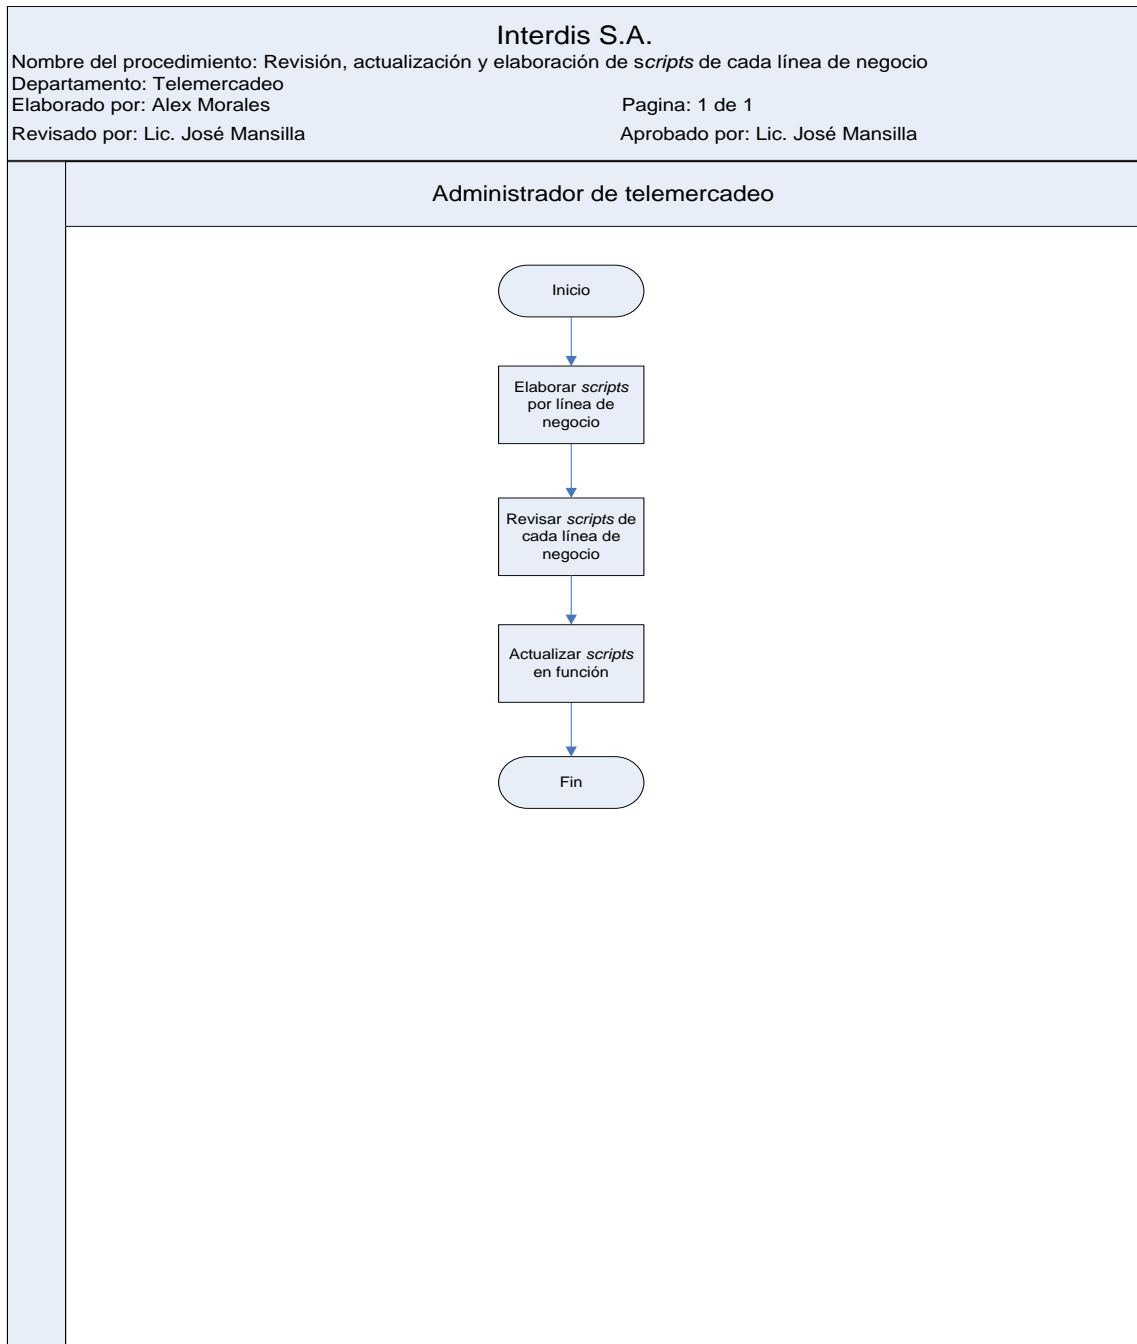 Interdis S.A.
Nombre del procedimiento: Revisión, actualización y elaboración de scripts de cada línea de negocio
Departamento: Telemercadeo
Elaborado por: Alex Morales Pagina: 1 de 1
Revisado por: Lic. José Mansilla Aprobado por: Lic. José Mansilla
Administrador de telemercadeo
Inicio
Elaborar scripts
por línea de
negocio
Revisar scripts de
cada línea de
negocio
Actualizar scripts
en función
Fin